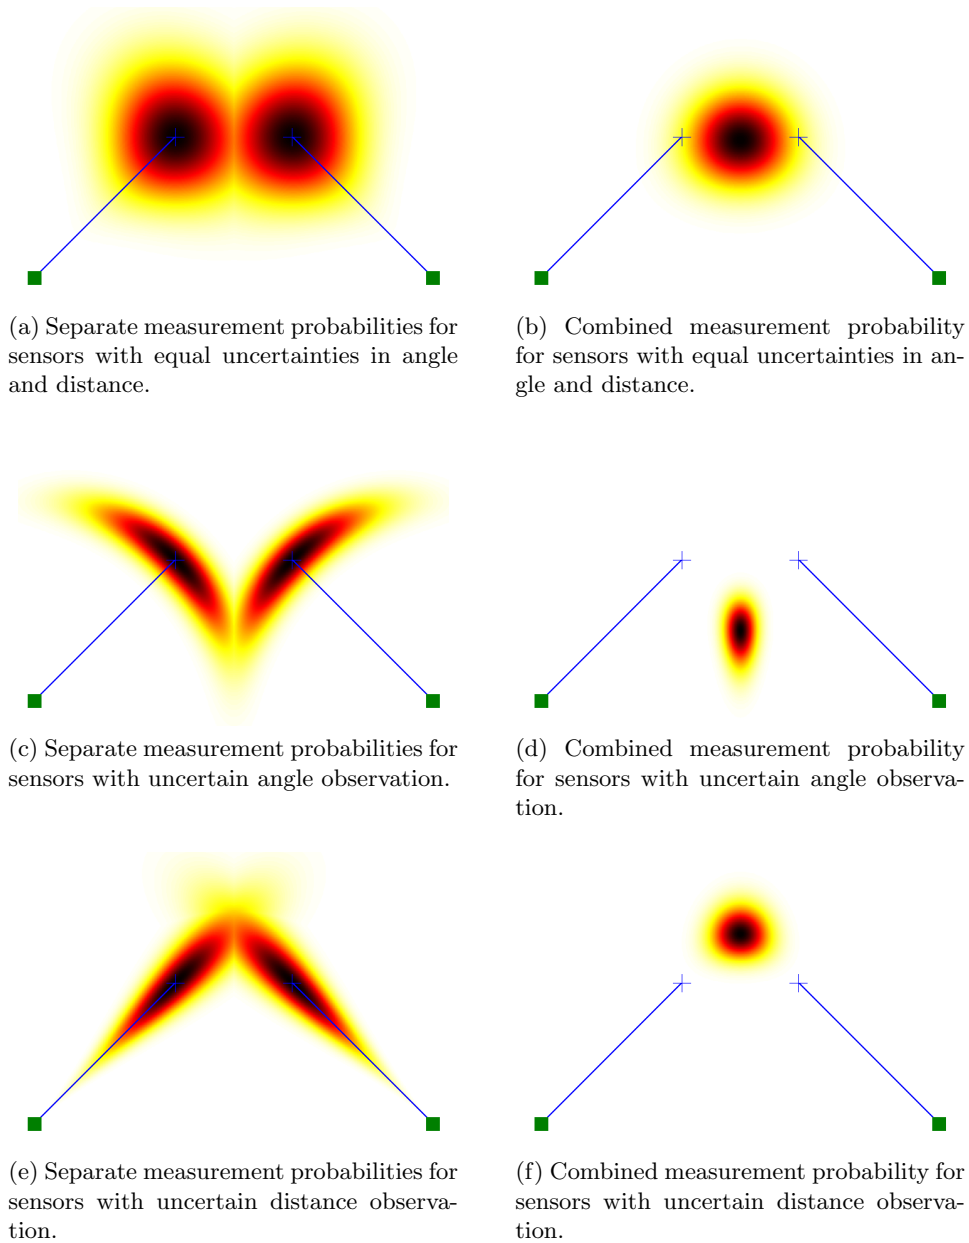 (a) Separate measurement probabilities for
sensors with equal uncertainties in angle
and distance.
(b) Combined measurement probability
for sensors with equal uncertainties in an-
gle and distance.
(c) Separate measurement probabilities for
sensors with uncertain angle observation.
(d) Combined measurement probability
for sensors with uncertain angle observa-
tion.
(e) Separate measurement probabilities for
sensors with uncertain distance observa-
tion.
(f) Combined measurement probability for
sensors with uncertain distance observa-
tion.